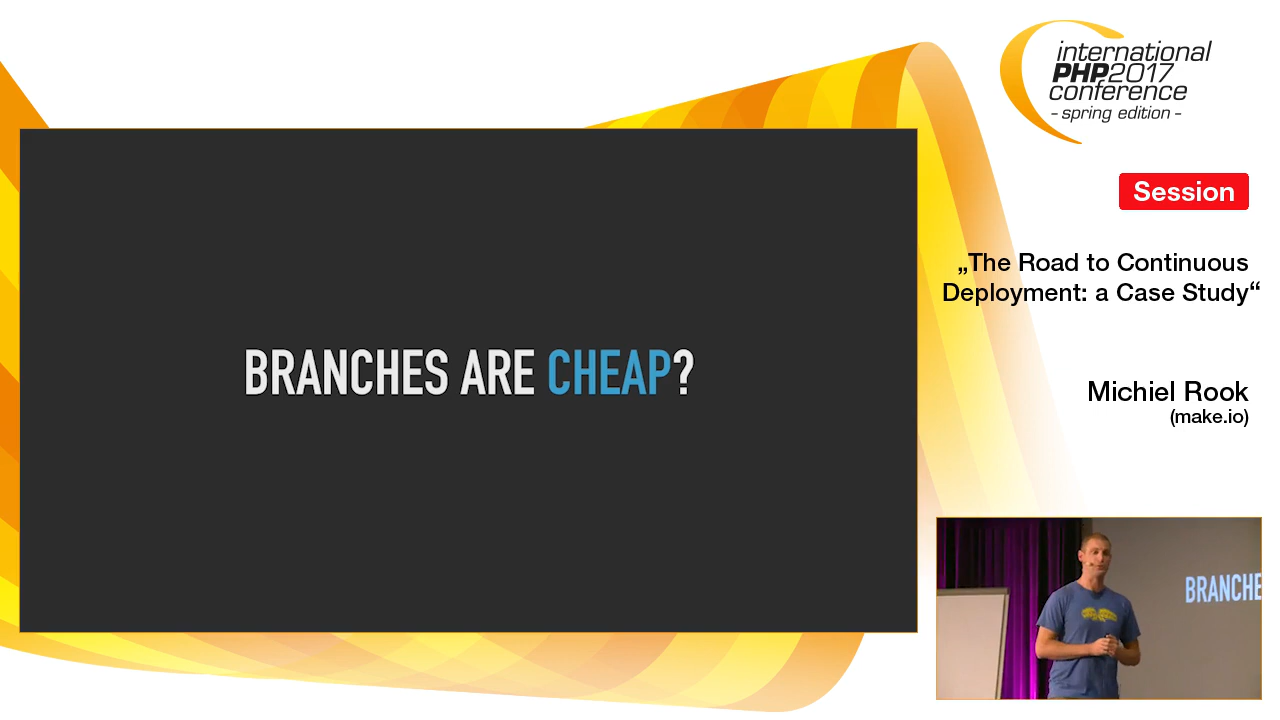 international
PHP2017
conference
- spring edition -
Session
„The Road to Continuous
Deployment: a Case Study“
BRANCHES ARE CHEAP?
Michiel Rook
(make.io)
BRANCHE